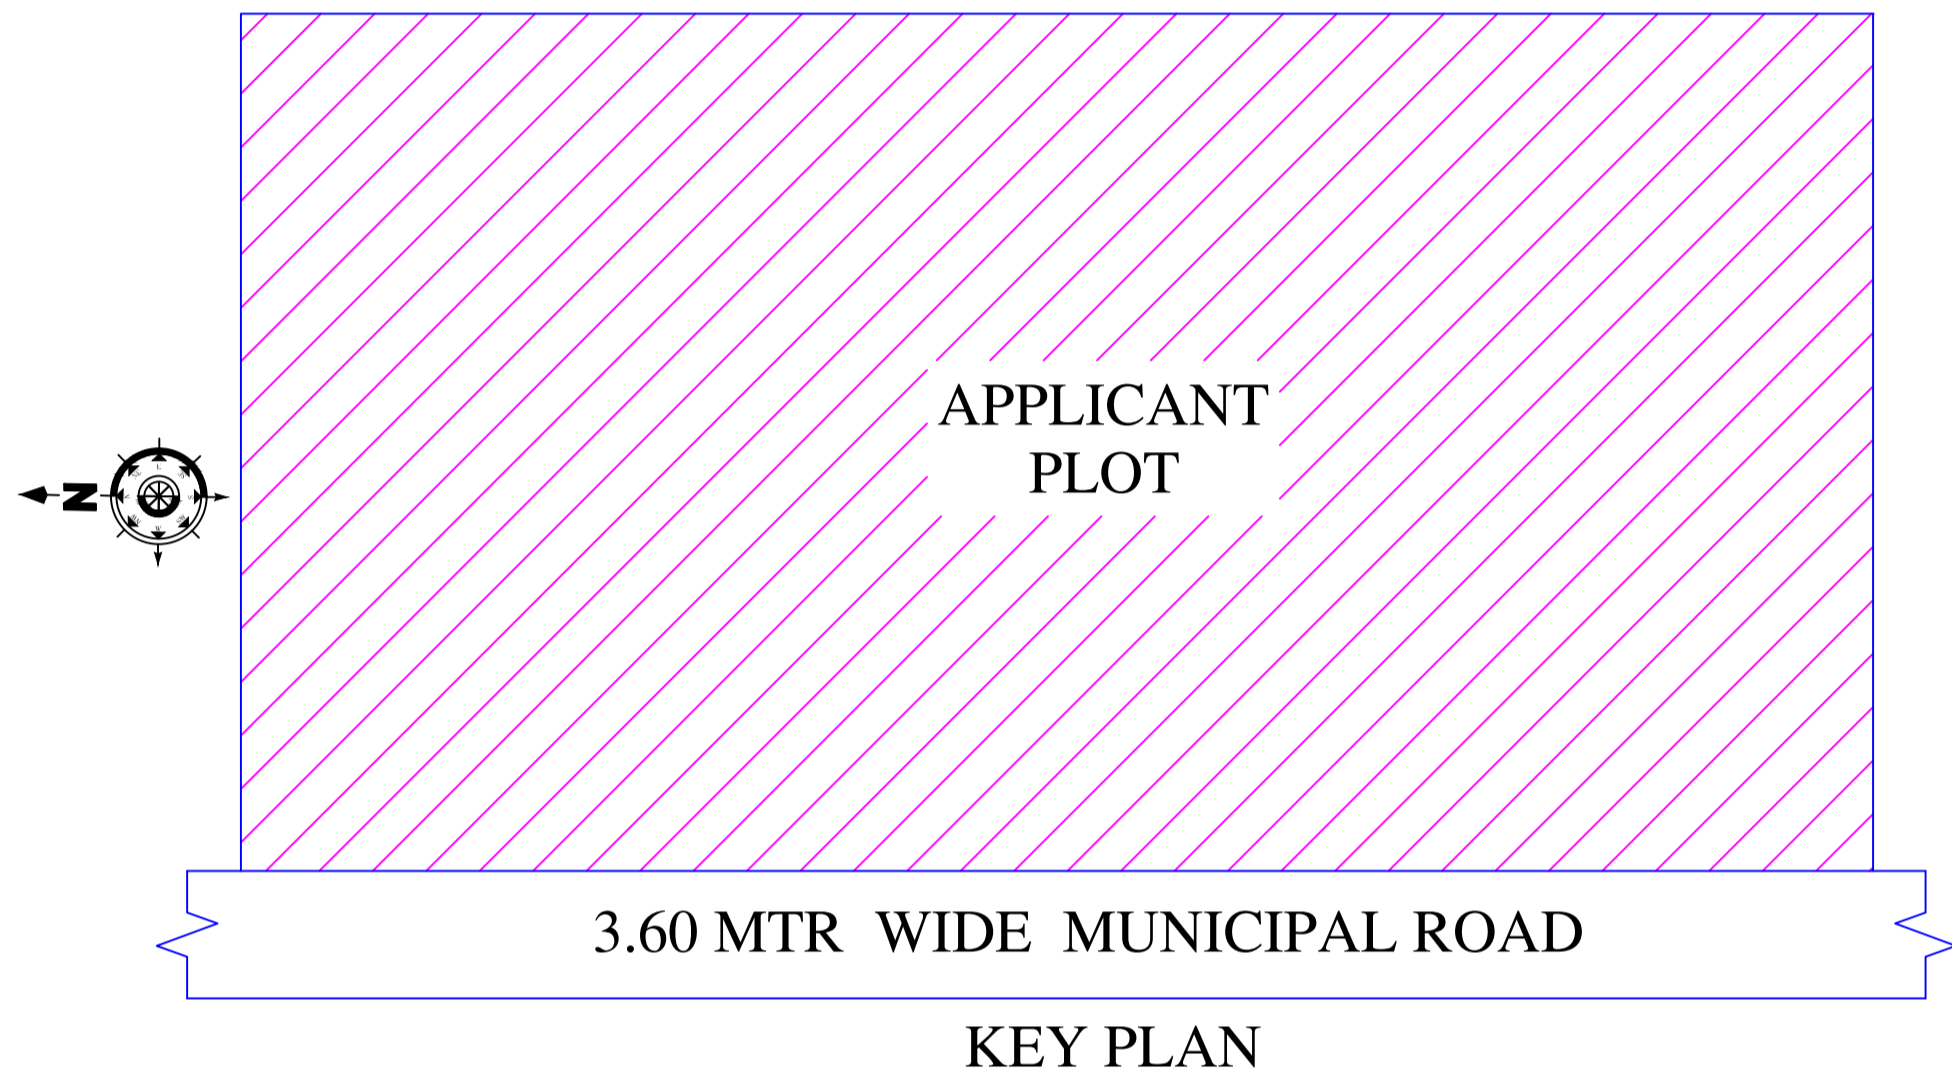 APPLICANT
PLOT
N
3.60 MTR WIDE MUNICIPAL ROAD
KEY PLAN